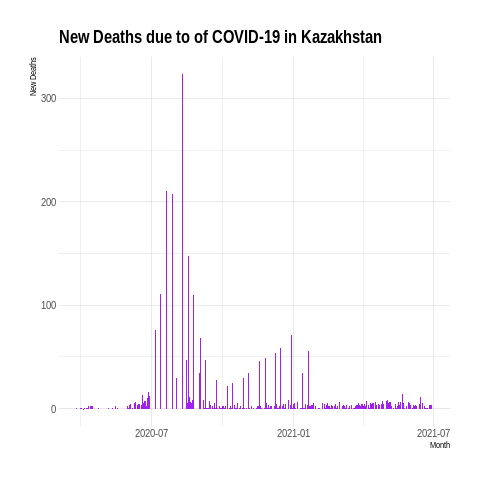 New Deaths due to of COVID-19 in Kazakhstan
New Deaths
300
200
100
0
2020-07
2021-01
2021-07
Month